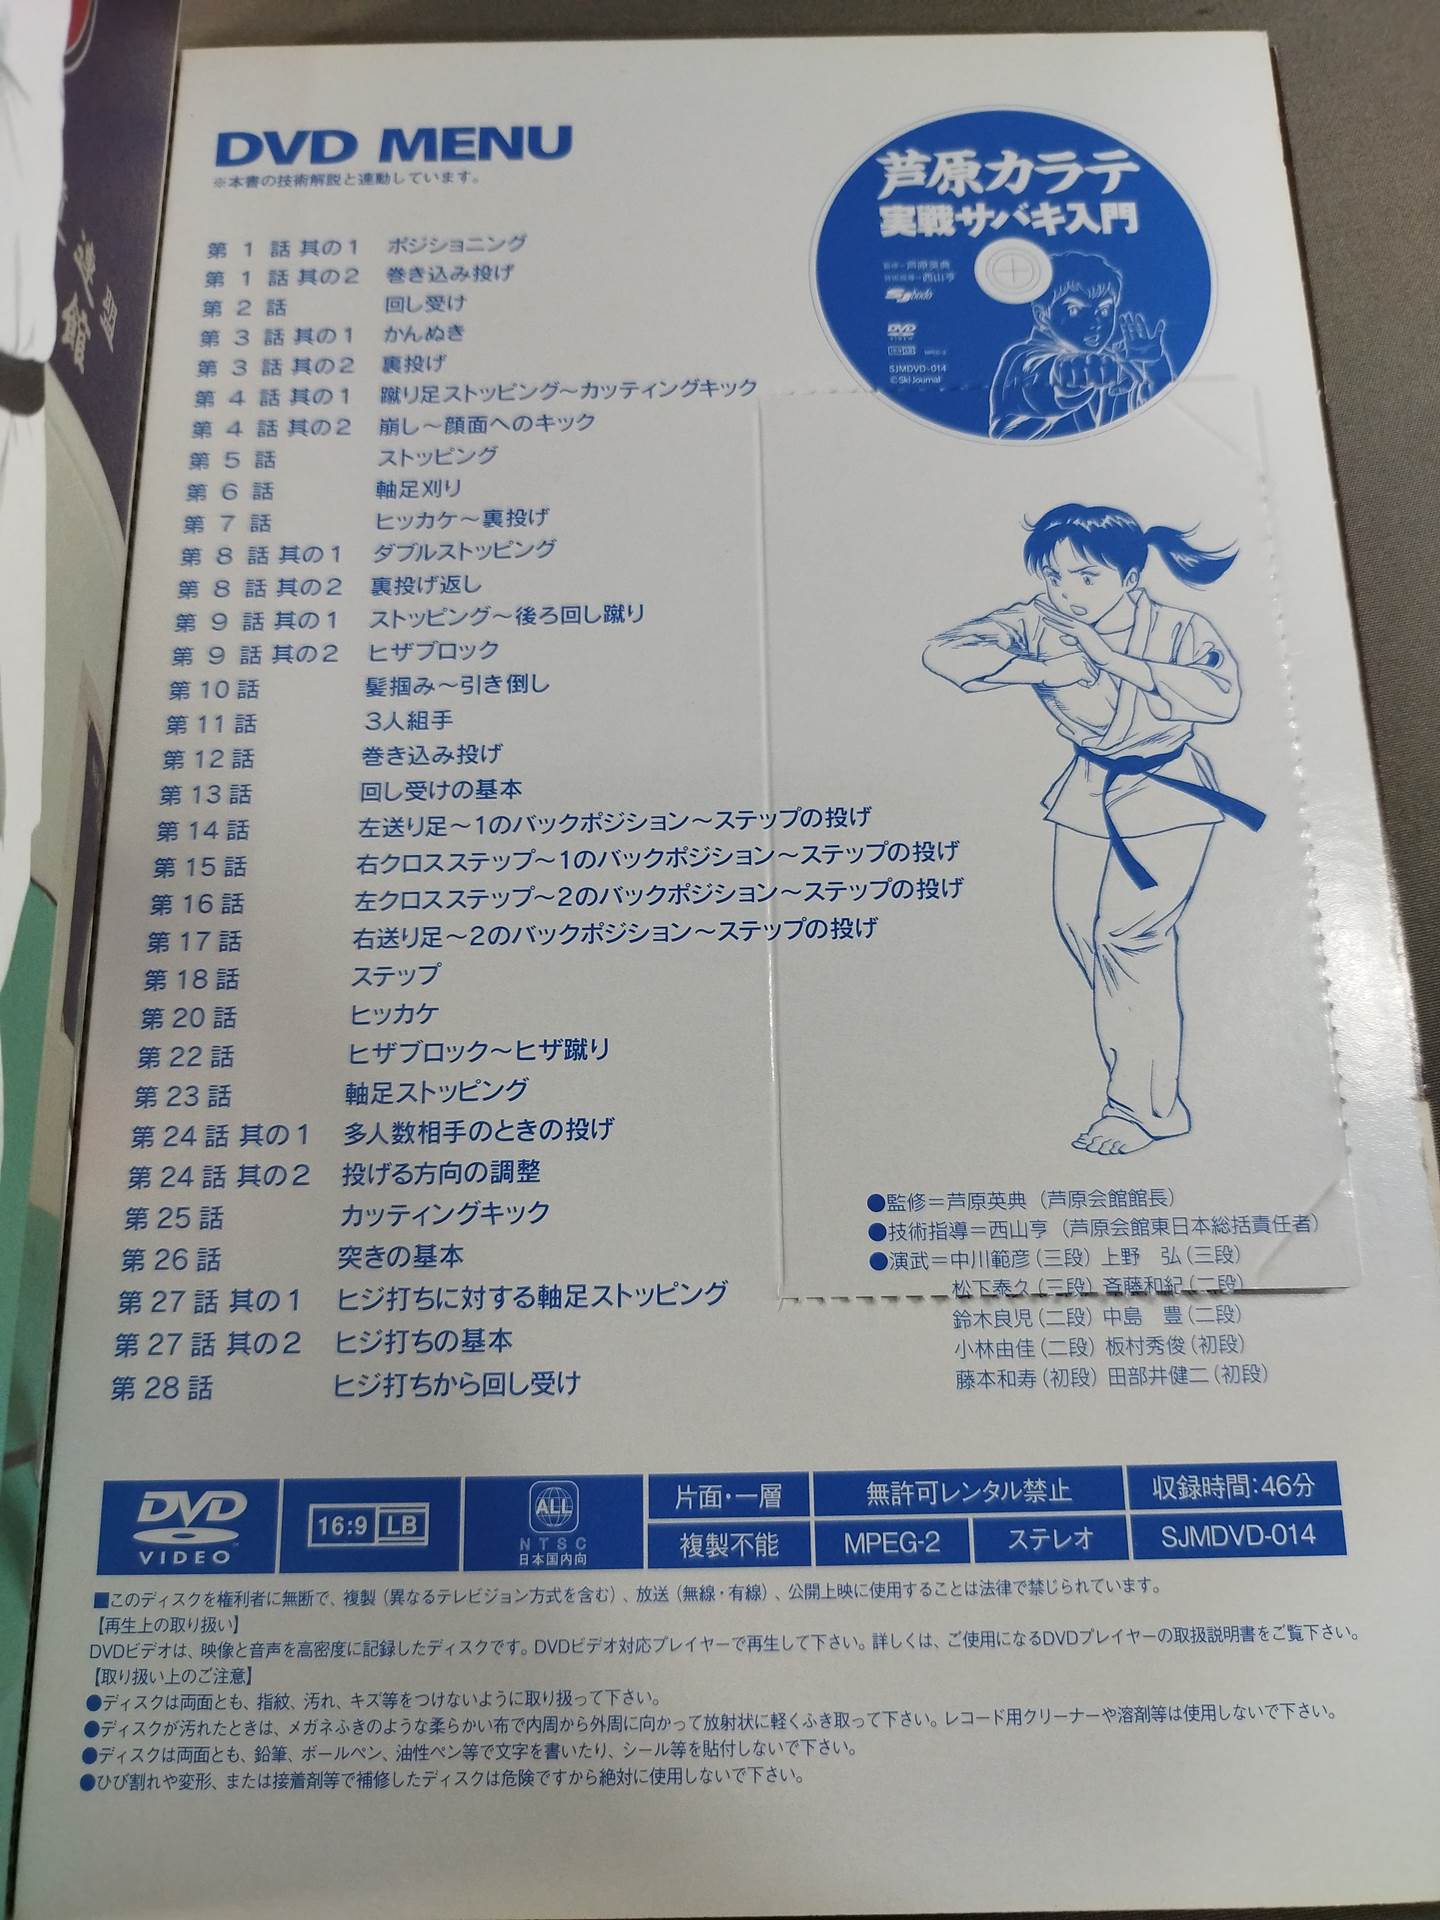 DVD MENU
※本書の技術解説と連動しています。
芦原カラテ
実戦サバキ入門
監修＝芦原英典
技術指導＝西山亨
SJMDVD-014
©Ski Journal
第 1 話 其の1 ポジショニング
第 1 話 其の2 巻き込み投げ
第 2 話 回し受け
第 3 話 其の1 かんぬき
第 3 話 其の2 裏投げ
第 4 話 其の1 蹴り足ストッピング～カッティングキック
第 4 話 其の2 崩し～顔面へのキック
第 5 話 ストッピング
第 6 話 軸足刈り
第 7 話 ヒッカケ～裏投げ
第 8 話 其の1 ダブルストッピング
第 8 話 其の2 裏投げ返し
第 9 話 其の1 ストッピング～後ろ回し蹴り
第 9 話 其の2 ヒザブロック
第10話 髪掴み～引き倒し
第11話 3人組手
第12話 巻き込み投げ
第13話 回し受けの基本
第14話 左送り足～1のバックポジション～ステップの投げ
第15話 右クロスステップ～1のバックポジション～ステップの投げ
第16話 左クロスステップ～2のバックポジション～ステップの投げ
第17話 右送り足～2のバックポジション～ステップの投げ
第18話 ステップ
第20話 ヒッカケ
第22話 ヒザブロック～ヒザ蹴り
第23話 軸足ストッピング
第24話 其の1 多人数相手のときの投げ
第24話 其の2 投げる方向の調整
第25話 カッティングキック
第26話 突きの基本
第27話 其の1 ヒジ打ちに対する軸足ストッピング
第27話 其の2 ヒジ打ちの基本
第28話 ヒジ打ちから回し受け
●監修＝芦原英典（芦原会館館長）
●技術指導＝西山亨（芦原会館東日本総括責任者）
●演武＝中川範彦（三段）上野 弘（三段）
松下泰久（三段）斉藤和紀（二段）
鈴木良児（二段）中島 豊（二段）
小林由佳（二段）板村秀俊（初段）
藤本和寿（初段）田部井健二（初段）
DVD VIDEO
16:9 LB
ALL NTSC 日本国内向
片面・一層
無許可レンタル禁止
収録時間：46分
複製不能
MPEG-2
ステレオ
SJMDVD-014
■このディスクを権利者に無断で、複製（異なるテレビジョン方式を含む）、放送（無線・有線）、公開上映に使用することは法律で禁じられています。
【再生上の取り扱い】
DVDビデオは、映像と音声を高密度に記録したディスクです。DVDビデオ対応プレイヤーで再生して下さい。詳しくは、ご使用になるDVDプレイヤーの取扱説明書をご覧下さい。
【取り扱い上のご注意】
●ディスクは両面とも、指紋、汚れ、キズ等をつけないように取り扱って下さい。
●ディスクが汚れたときは、メガネふきのような柔らかい布で内周から外周に向かって放射状に軽くふき取って下さい。レコード用クリーナーや溶剤等は使用しないで下さい。
●ディスクは両面とも、鉛筆、ボールペン、油性ペン等で文字を書いたり、シール等を貼付しないで下さい。
●ひび割れや変形、または接着剤等で補修したディスクは危険ですから絶対に使用しないで下さい。